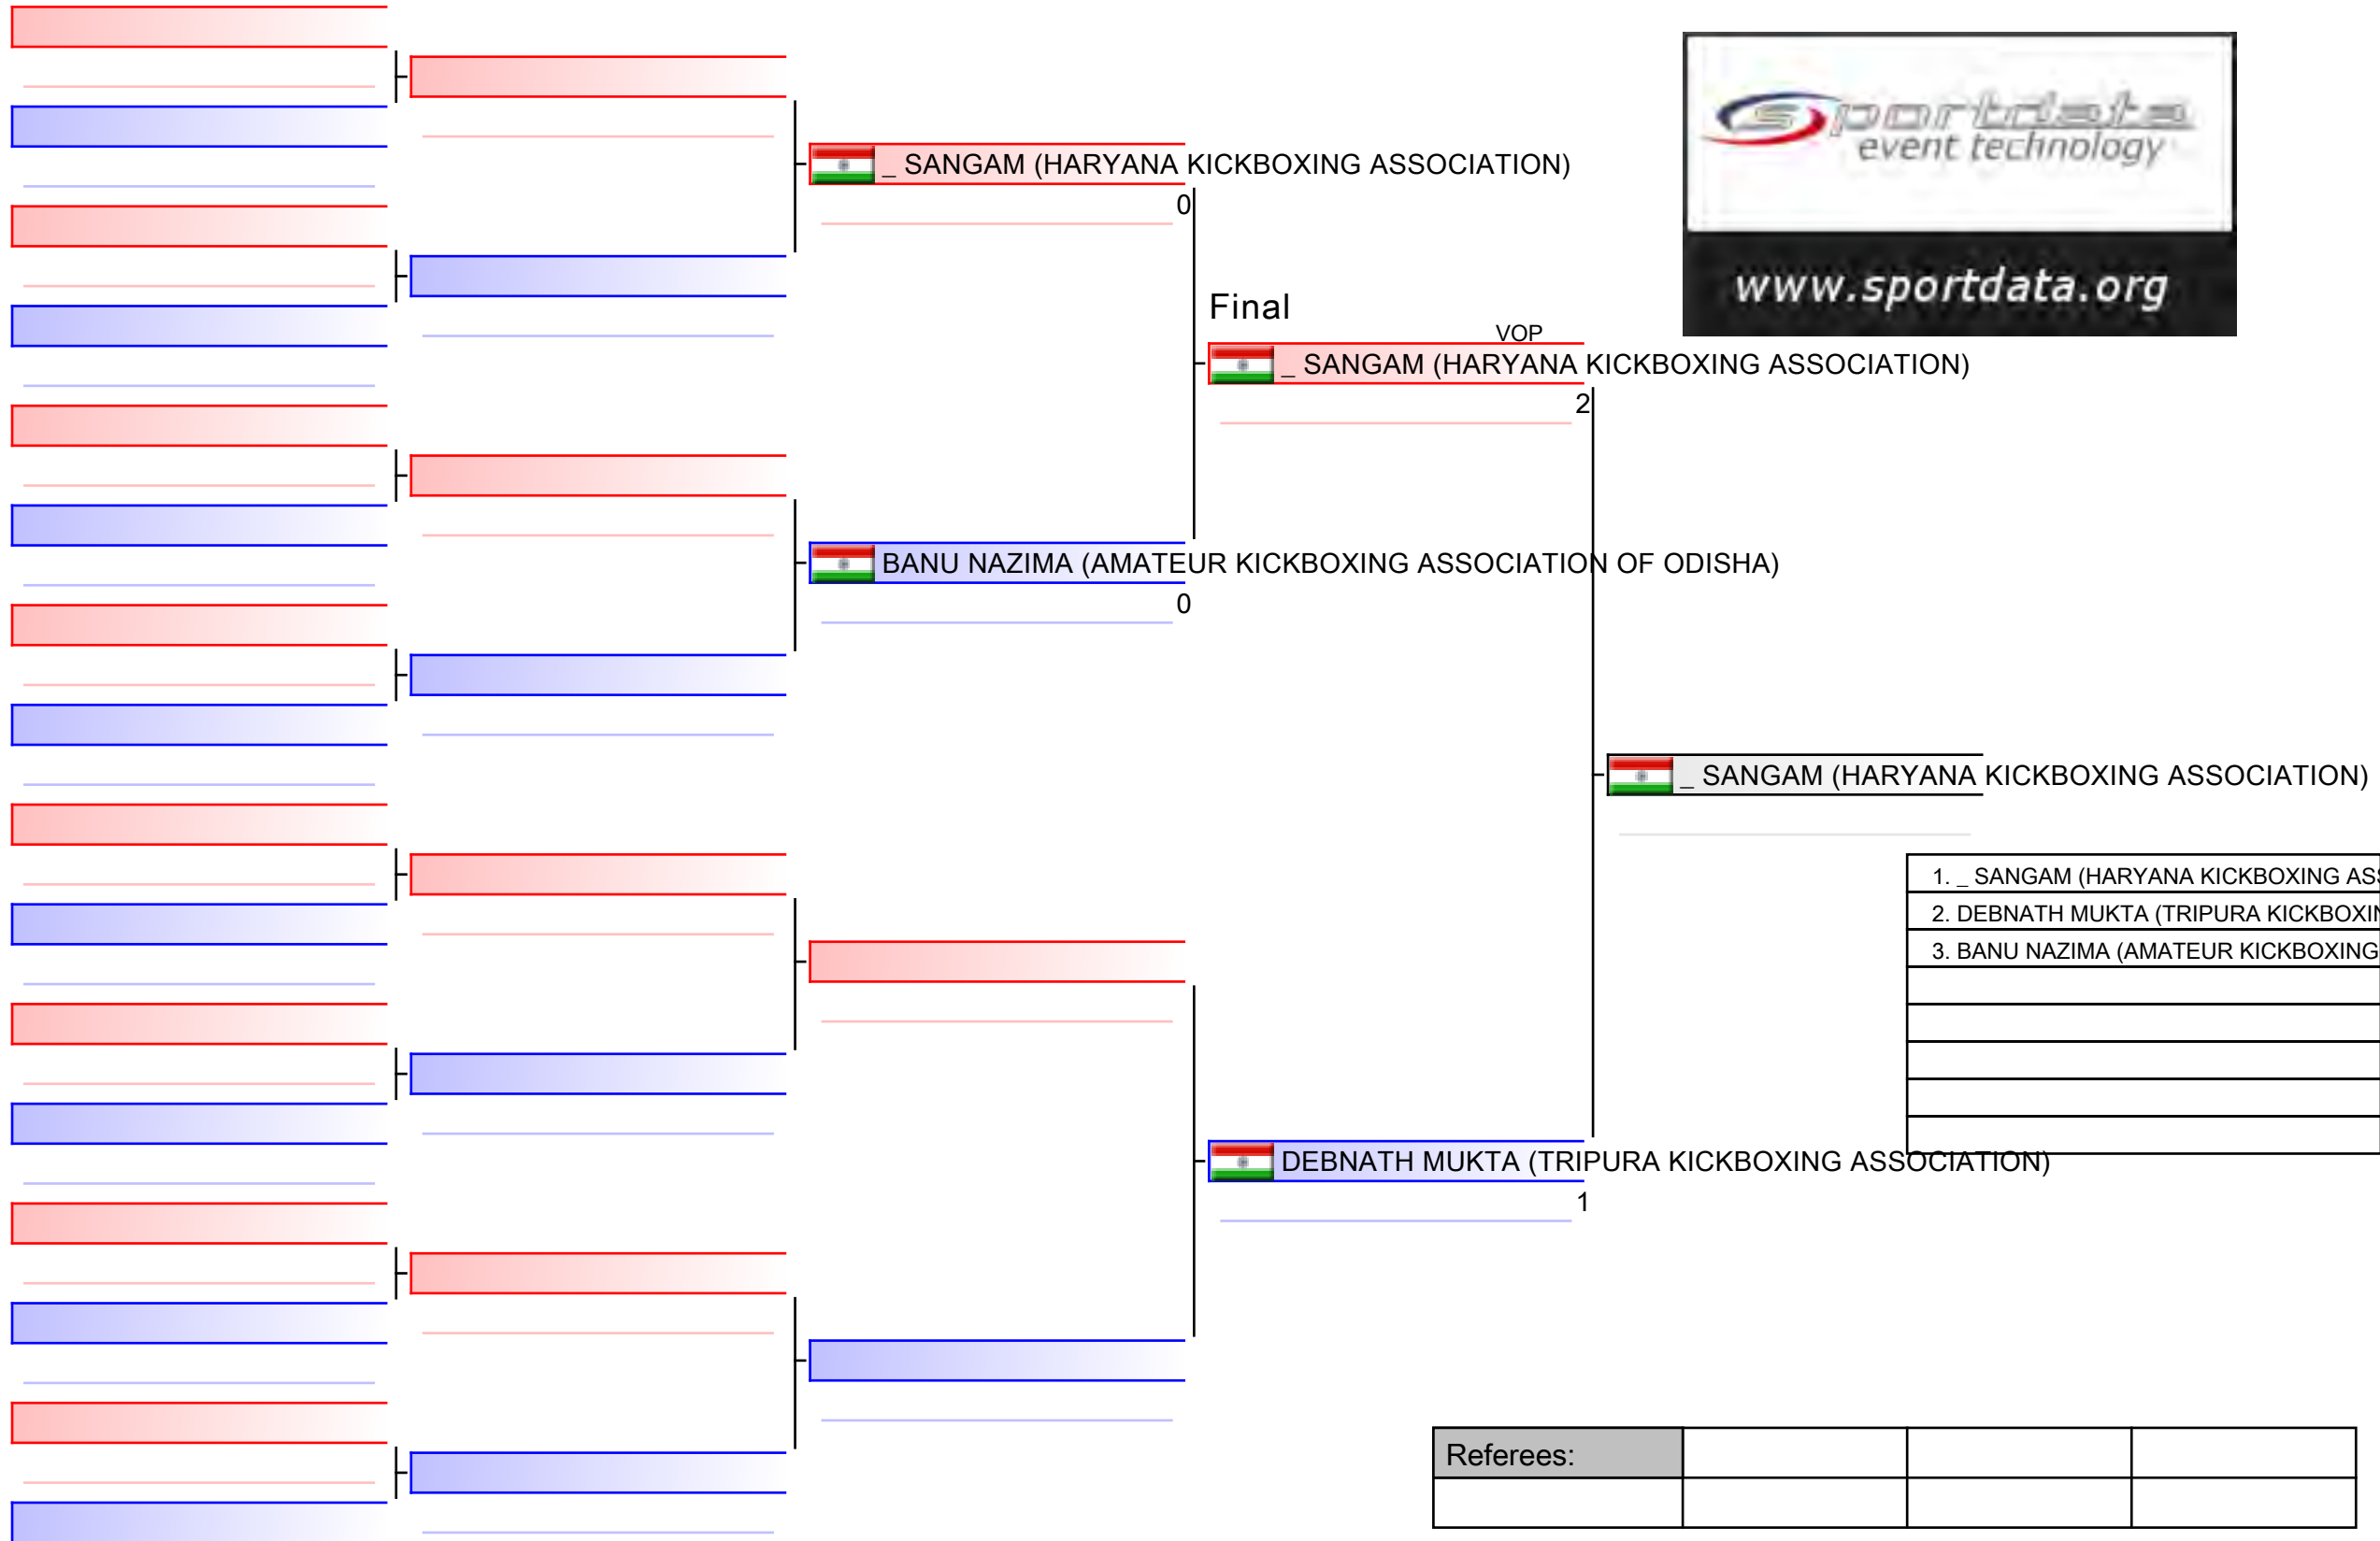 sportdata
event technology
www.sportdata.org
_ SANGAM (HARYANA KICKBOXING ASSOCIATION)
0
Final
VOP
_ SANGAM (HARYANA KICKBOXING ASSOCIATION)
2
BANU NAZIMA (AMATEUR KICKBOXING ASSOCIATION OF ODISHA)
0
_ SANGAM (HARYANA KICKBOXING ASSOCIATION)
1. _ SANGAM (HARYANA KICKBOXING ASS
2. DEBNATH MUKTA (TRIPURA KICKBOXIN
3. BANU NAZIMA (AMATEUR KICKBOXING
DEBNATH MUKTA (TRIPURA KICKBOXING ASSOCIATION)
1
Referees: